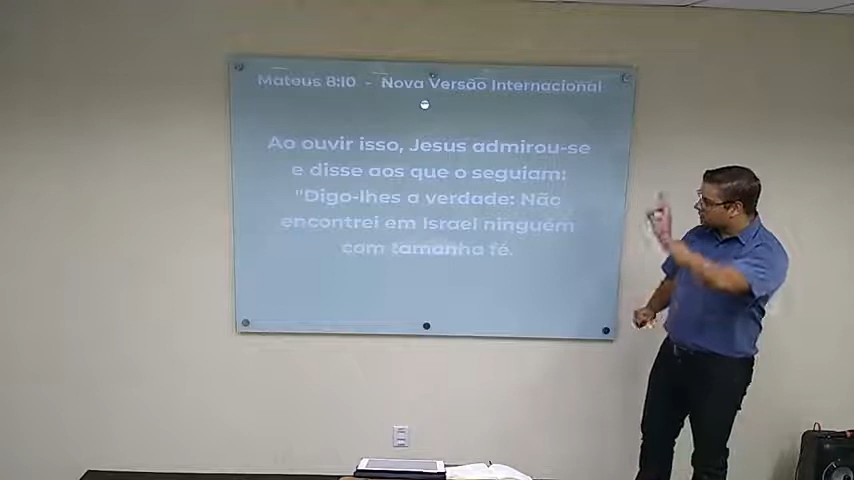 Mateus 8:10 - Nova Versão Internacional
Ao ouvir isso, Jesus admirou-se
e disse aos que o seguiam:
"Digo-lhes a verdade: Não
encontrei em Israel ninguém
com tamanha fé.